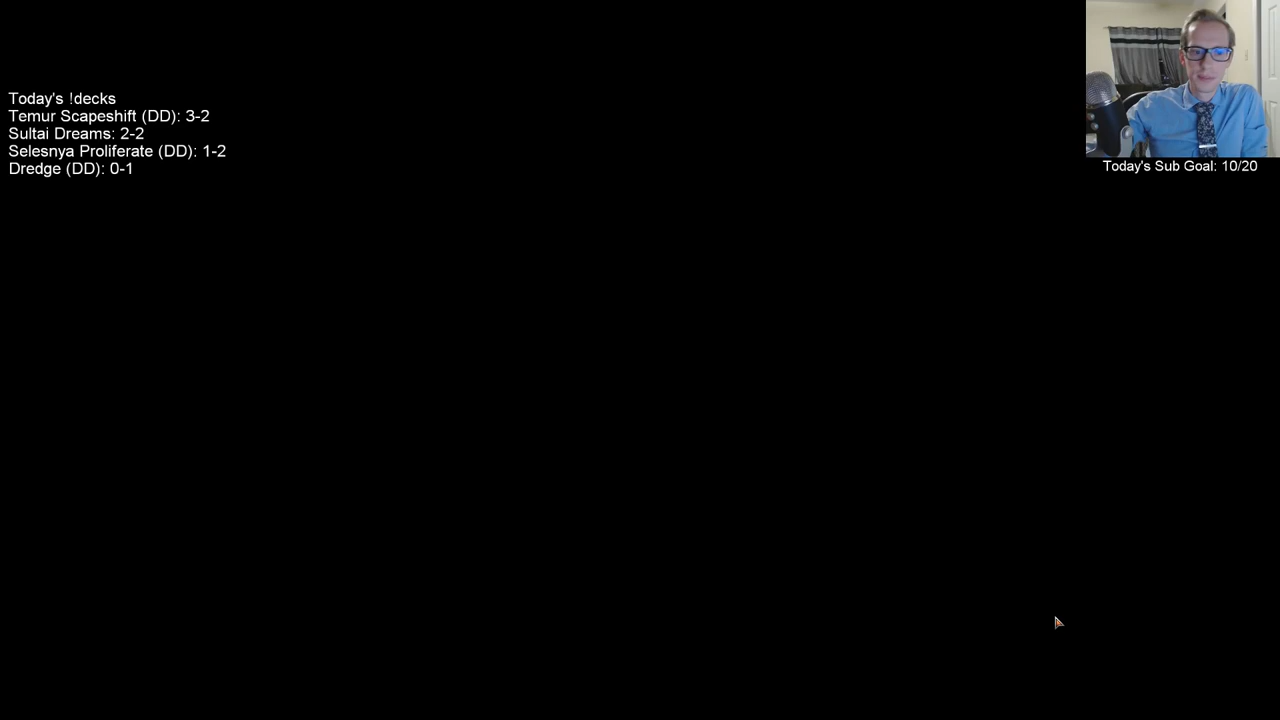 Today's !decks
Temur Scapeshift (DD): 3-2
Sultai Dreams: 2-2
Selesnya Proliferate (DD): 1-2
Dredge (DD): 0-1
Today's Sub Goal: 10/20